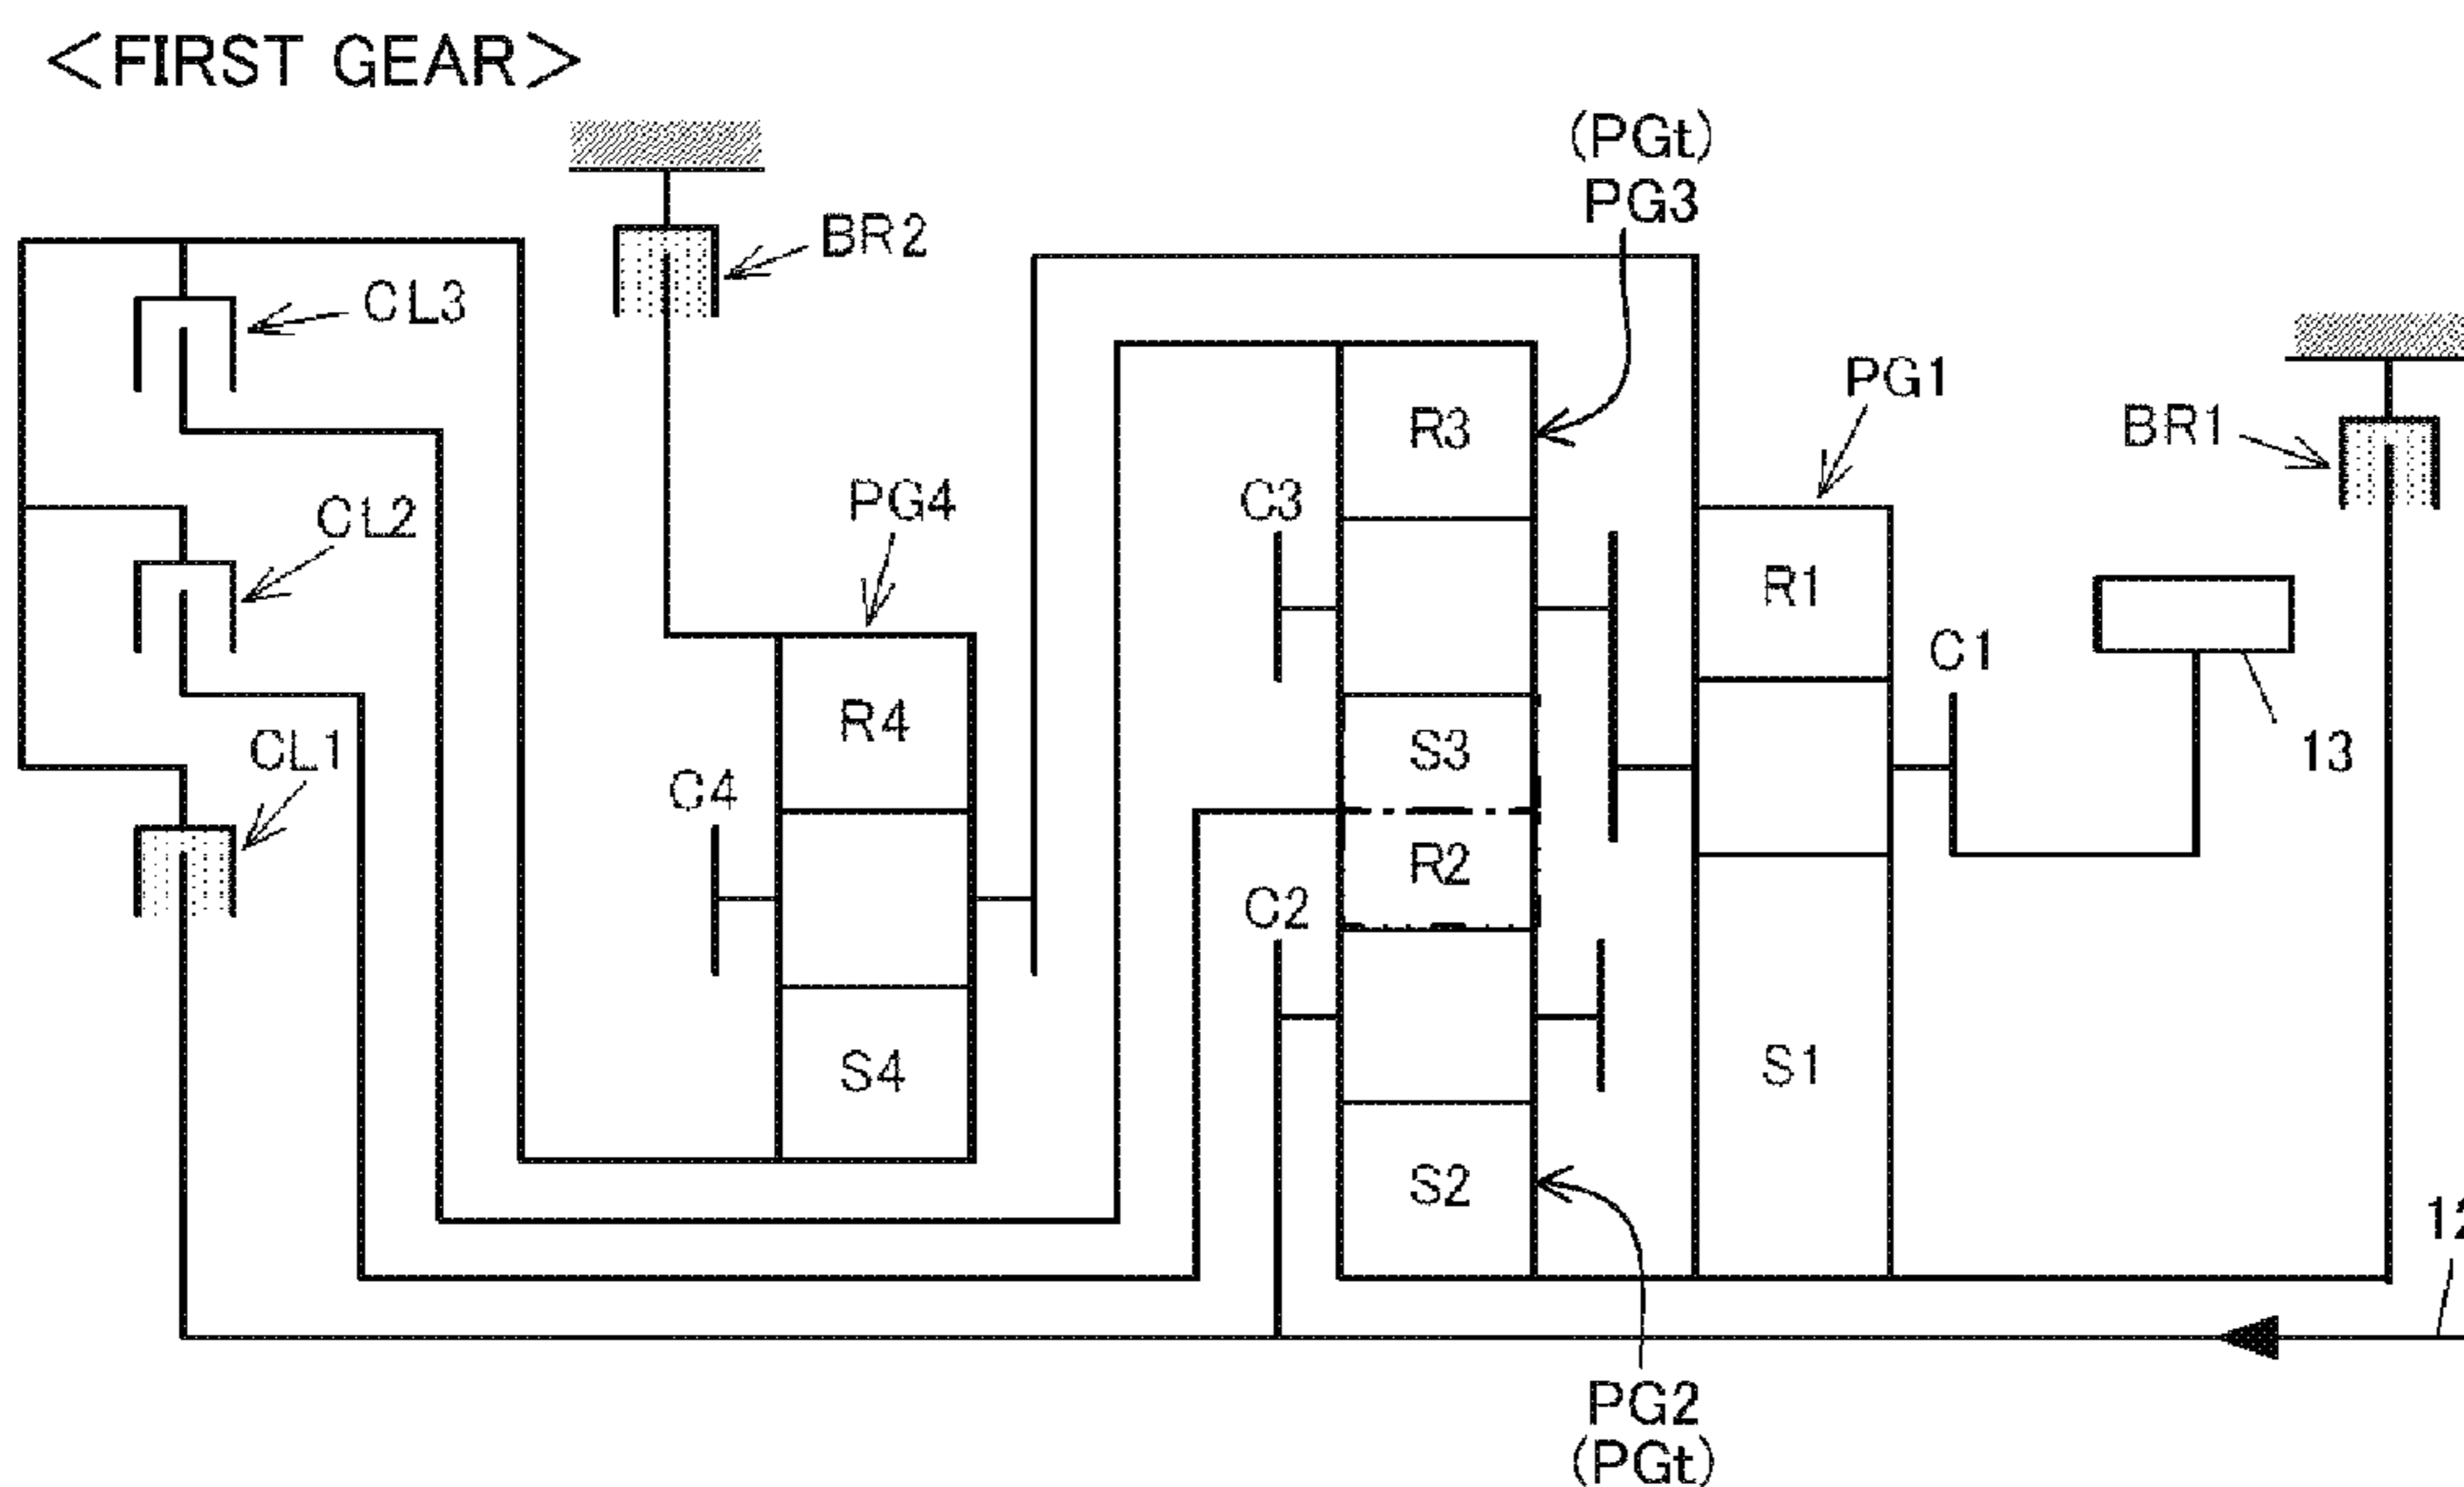 <FIRST GEAR>
(PGt)
PG3
BR2
CL3
PG1
BR1
R3
C3
PG4
CL2
R1
C1
R4
S3
13
CL1
C4
R2
C2
S4
S1
S2
12
PG2
(PGt)